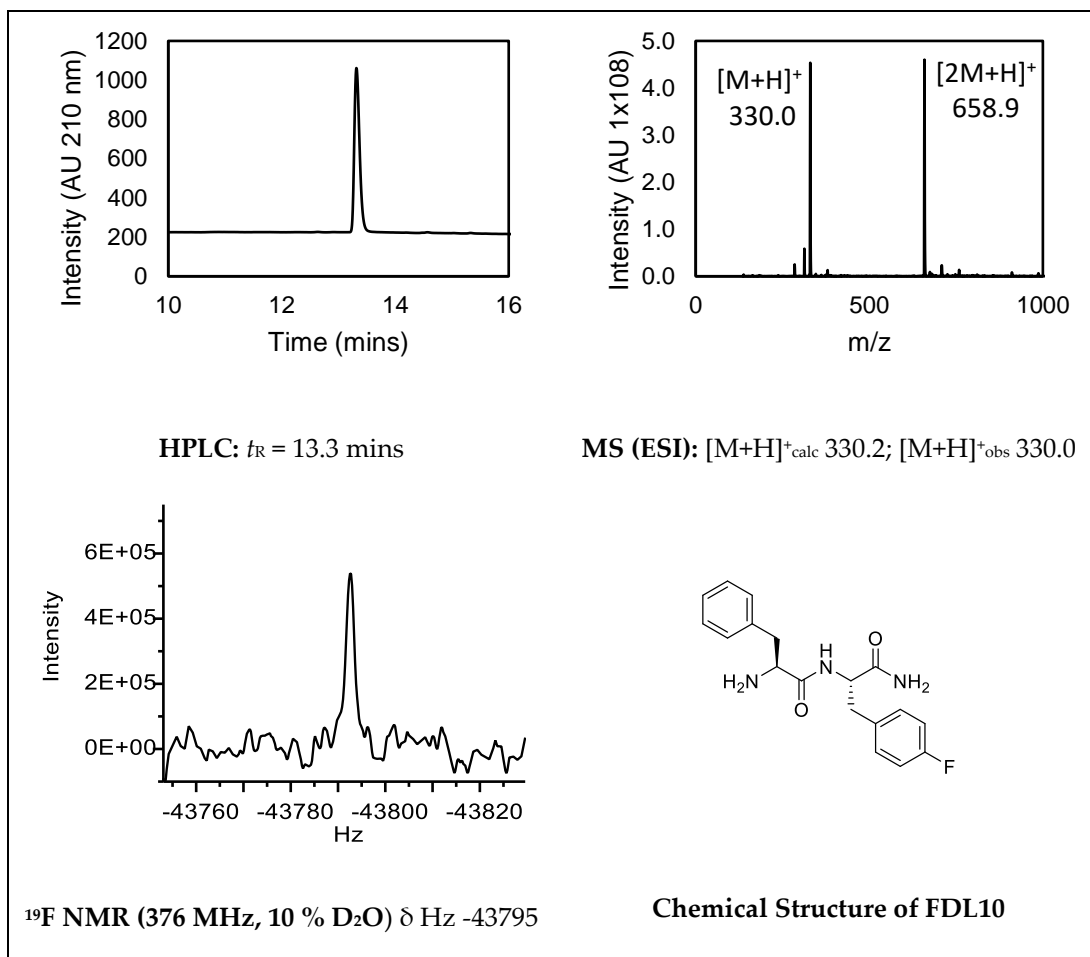 1200
1000
800
600
400
200
0
10 12 14 16
Intensity (AU 210 nm)
Time (mins)
5.0
4.0
3.0
2.0
1.0
0.0
0 500 1000
Intensity (AU 1x108)
m/z
[M+H]⁺
330.0
[2M+H]⁺
658.9
HPLC: tR = 13.3 mins
MS (ESI): [M+H]⁺calc 330.2; [M+H]⁺obs 330.0
6E+05
4E+05
2E+05
0E+00
Intensity
-43760 -43780 -43800 -43820
Hz
H₂N
O
H
N
O
NH₂
F
¹⁹F NMR (376 MHz, 10 % D₂O) δ Hz -43795
Chemical Structure of FDL10